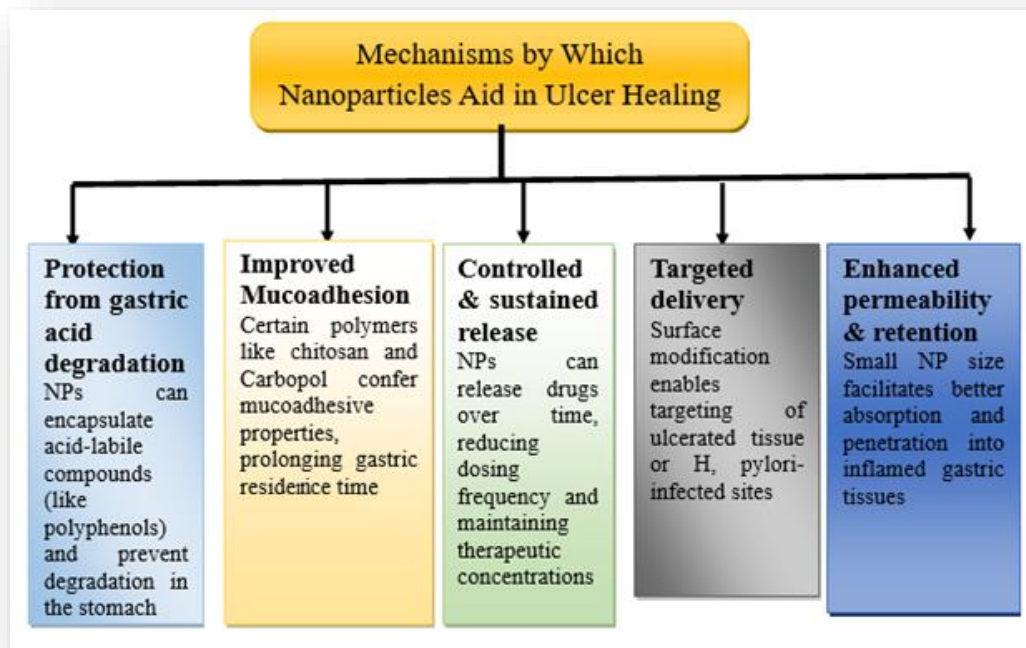 Mechanisms by Which
Nanoparticles Aid in Ulcer Healing
Protection
from gastric
acid
degradation
NPs can
encapsulate
acid-labile
compounds
(like
polyphenols)
and prevent
degradation in
the stomach
Improved
Mucoadhesion
Certain polymers
like chitosan and
Carbopol confer
mucoadhesive
properties,
prolonging gastric
residence time
Controlled
& sustained
release
NPs can
release drugs
over time,
reducing
dosing
frequency and
maintaining
therapeutic
concentrations
Targeted
delivery
Surface
modification
enables
targeting of
ulcerated tissue
or H, pylori-
infected sites
Enhanced
permeability
& retention
Small NP size
facilitates better
absorption and
penetration into
inflamed gastric
tissues